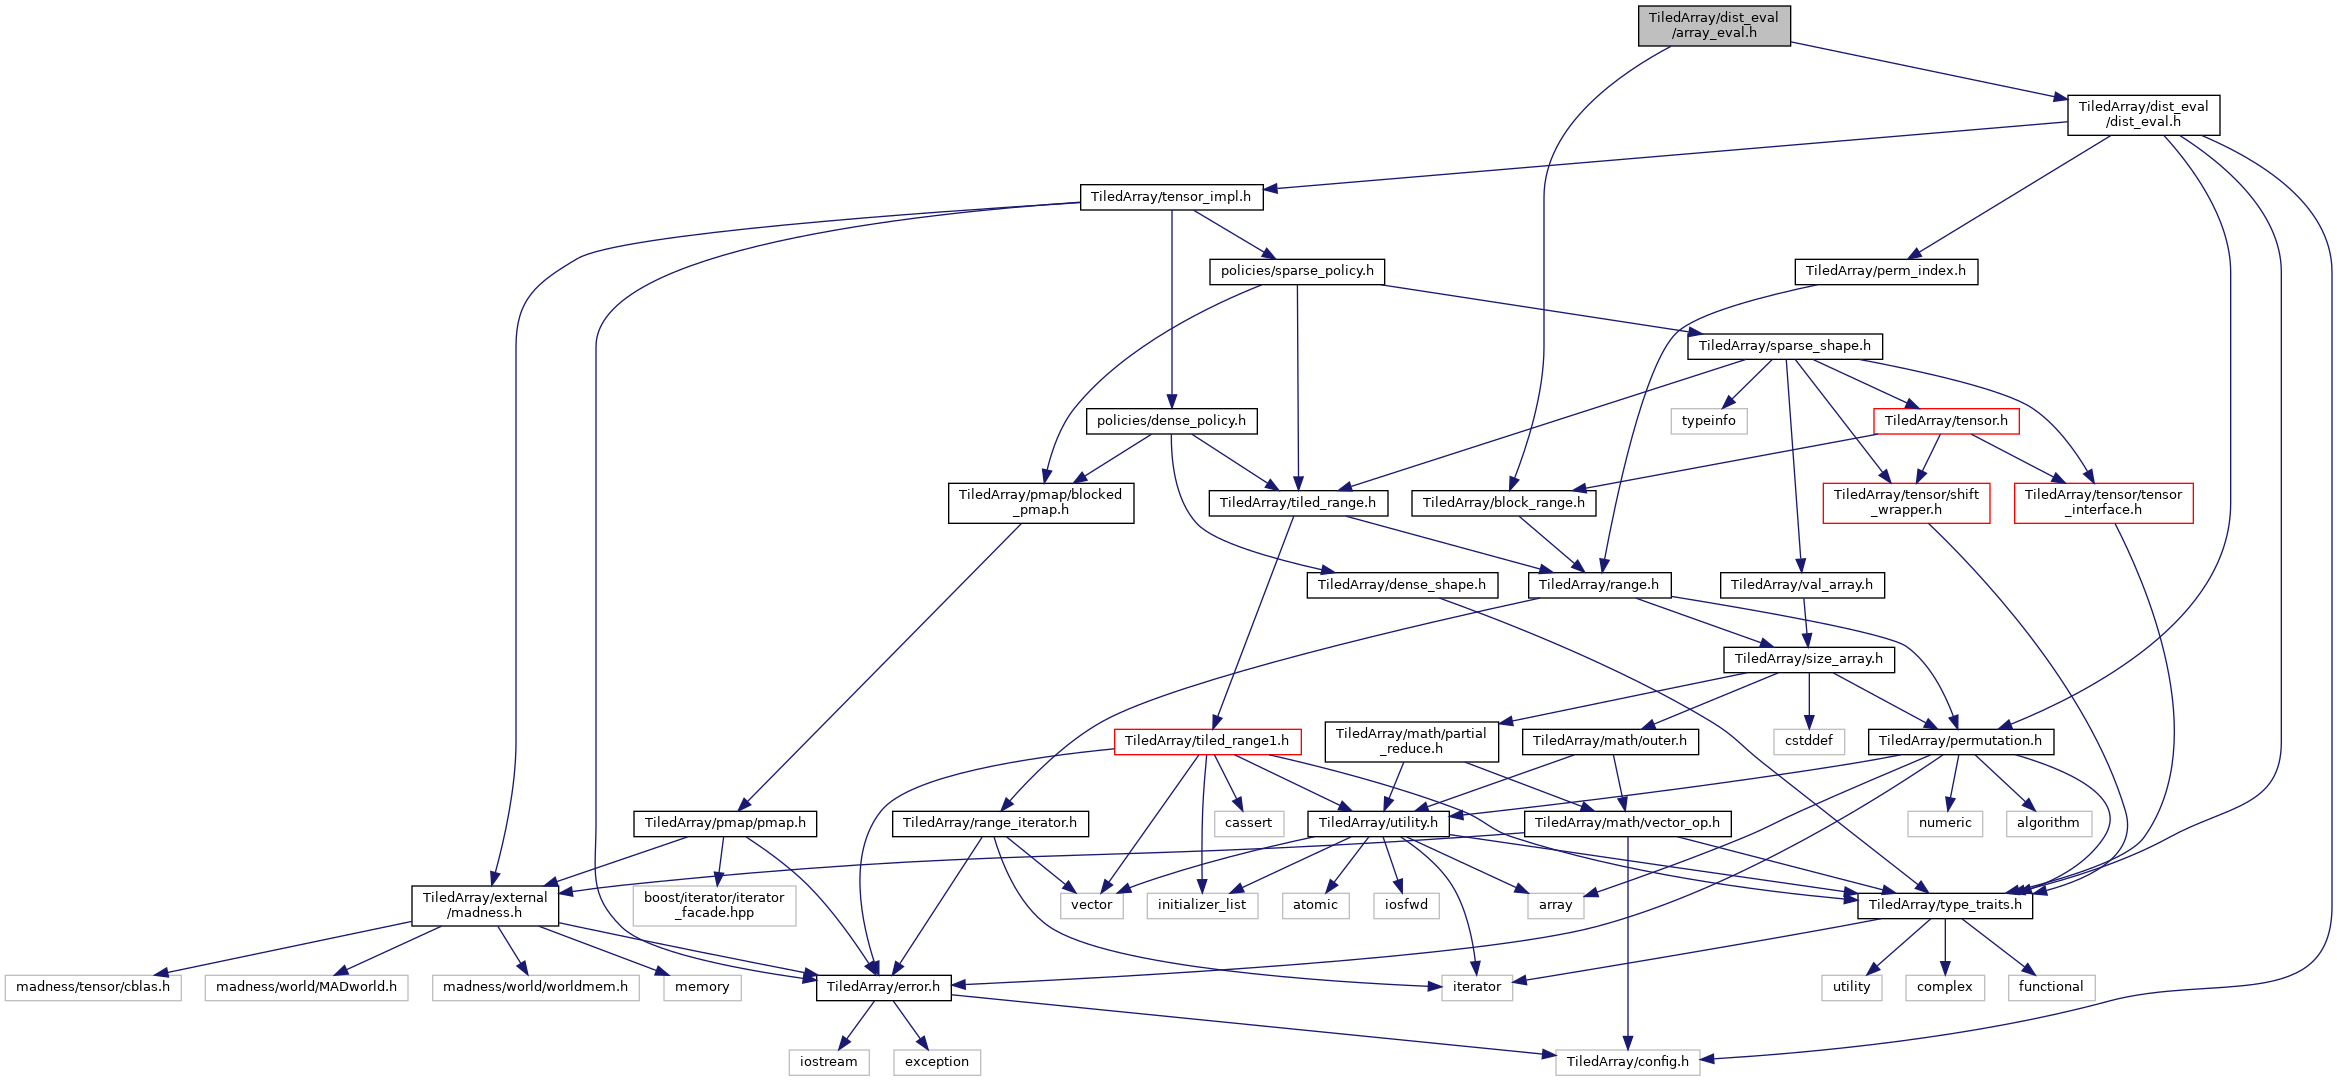 TiledArray/dist_eval
/array_eval.h
TiledArray/dist_eval
/dist_eval.h
TiledArray/tensor_impl.h
policies/sparse_policy.h
TiledArray/perm_index.h
TiledArray/sparse_shape.h
policies/dense_policy.h
typeinfo
TiledArray/tensor.h
TiledArray/pmap/blocked
_pmap.h
TiledArray/tiled_range.h
TiledArray/block_range.h
TiledArray/tensor/shift
_wrapper.h
TiledArray/tensor/tensor
_interface.h
TiledArray/dense_shape.h
TiledArray/range.h
TiledArray/val_array.h
TiledArray/size_array.h
TiledArray/tiled_range1.h
TiledArray/math/partial
_reduce.h
TiledArray/math/outer.h
cstddef
TiledArray/permutation.h
TiledArray/pmap/pmap.h
TiledArray/range_iterator.h
cassert
TiledArray/utility.h
TiledArray/math/vector_op.h
numeric
algorithm
TiledArray/external
/madness.h
boost/iterator/iterator
_facade.hpp
vector
initializer_list
atomic
iosfwd
array
TiledArray/type_traits.h
madness/tensor/cblas.h
madness/world/MADworld.h
madness/world/worldmem.h
memory
TiledArray/error.h
iterator
utility
complex
functional
iostream
exception
TiledArray/config.h